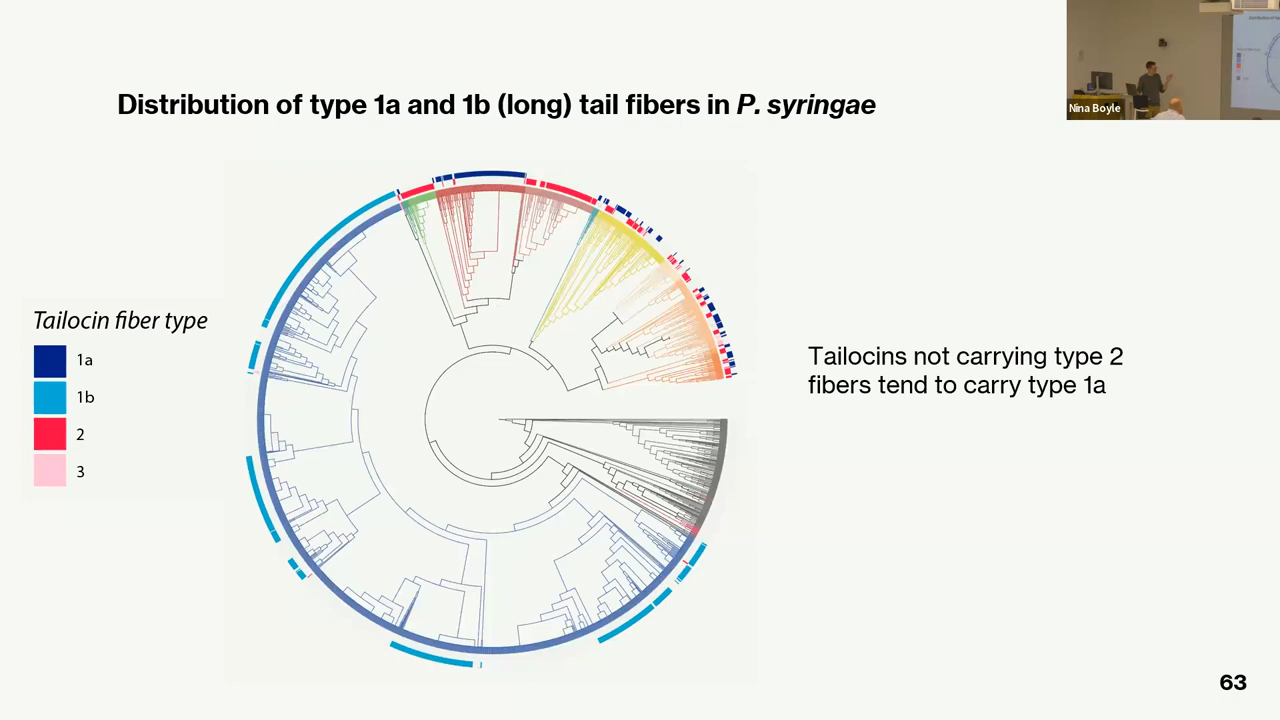 Distribution of type 1a and 1b (long) tail fibers in P. syringae
Nina Boyle
Tailocin fiber type
1a
1b
2
3
Tailocins not carrying type 2
fibers tend to carry type 1a
63